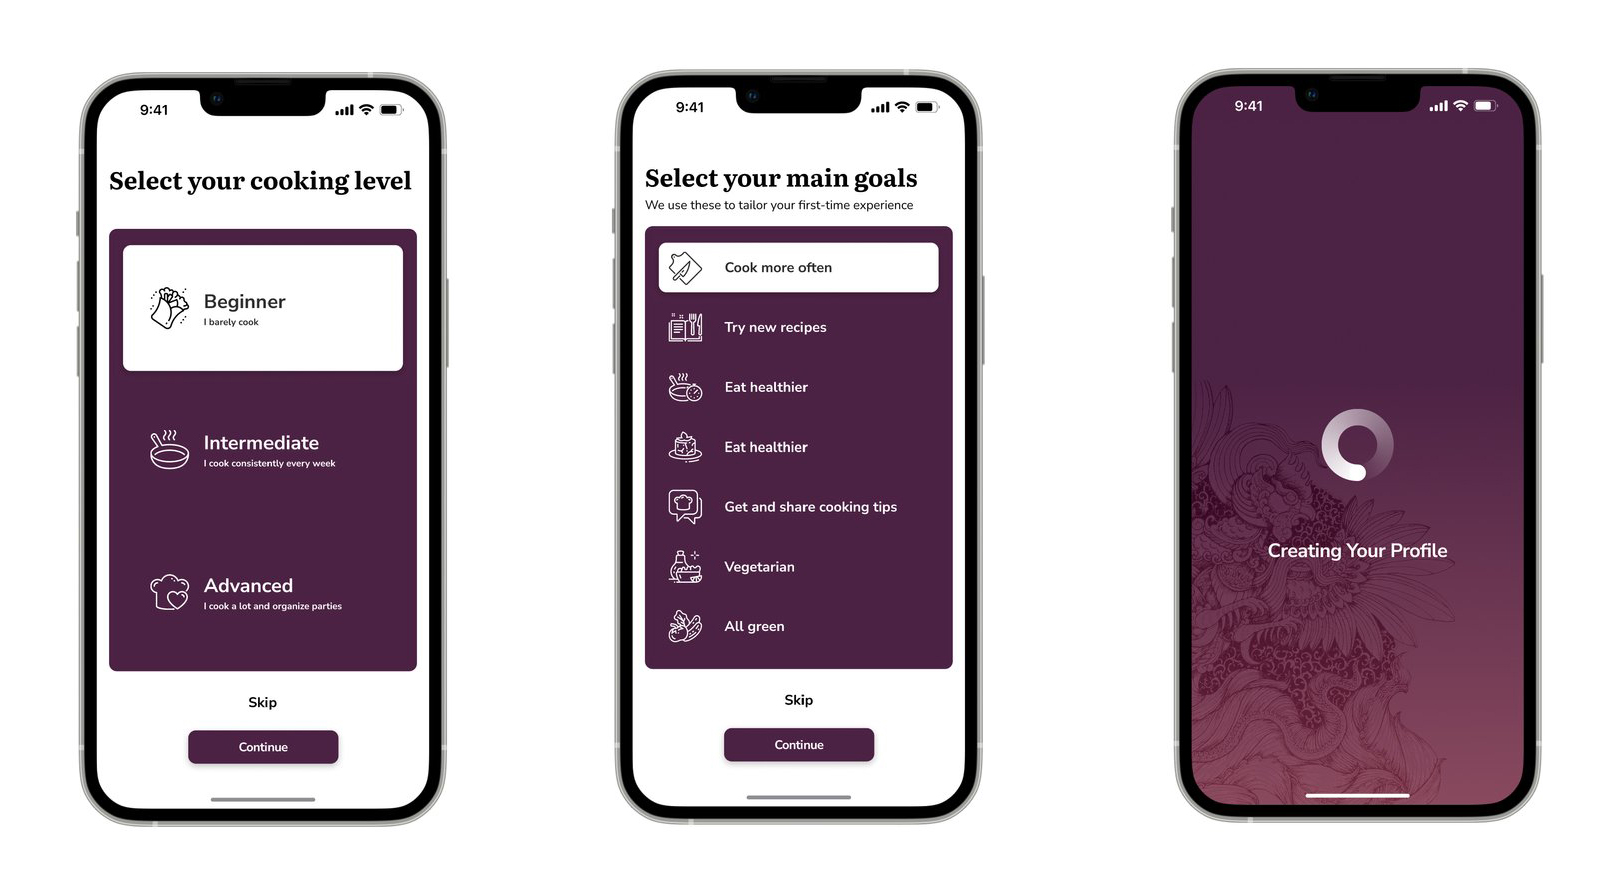 9:41
Select your cooking level
Beginner
I barely cook
Intermediate
I cook consistently every week
Advanced
I cook a lot and organize parties
Skip
Continue
9:41
Select your main goals
We use these to tailor your first-time experience
Cook more often
Try new recipes
Eat healthier
Eat healthier
Get and share cooking tips
Vegetarian
All green
Skip
Continue
9:41
Creating Your Profile